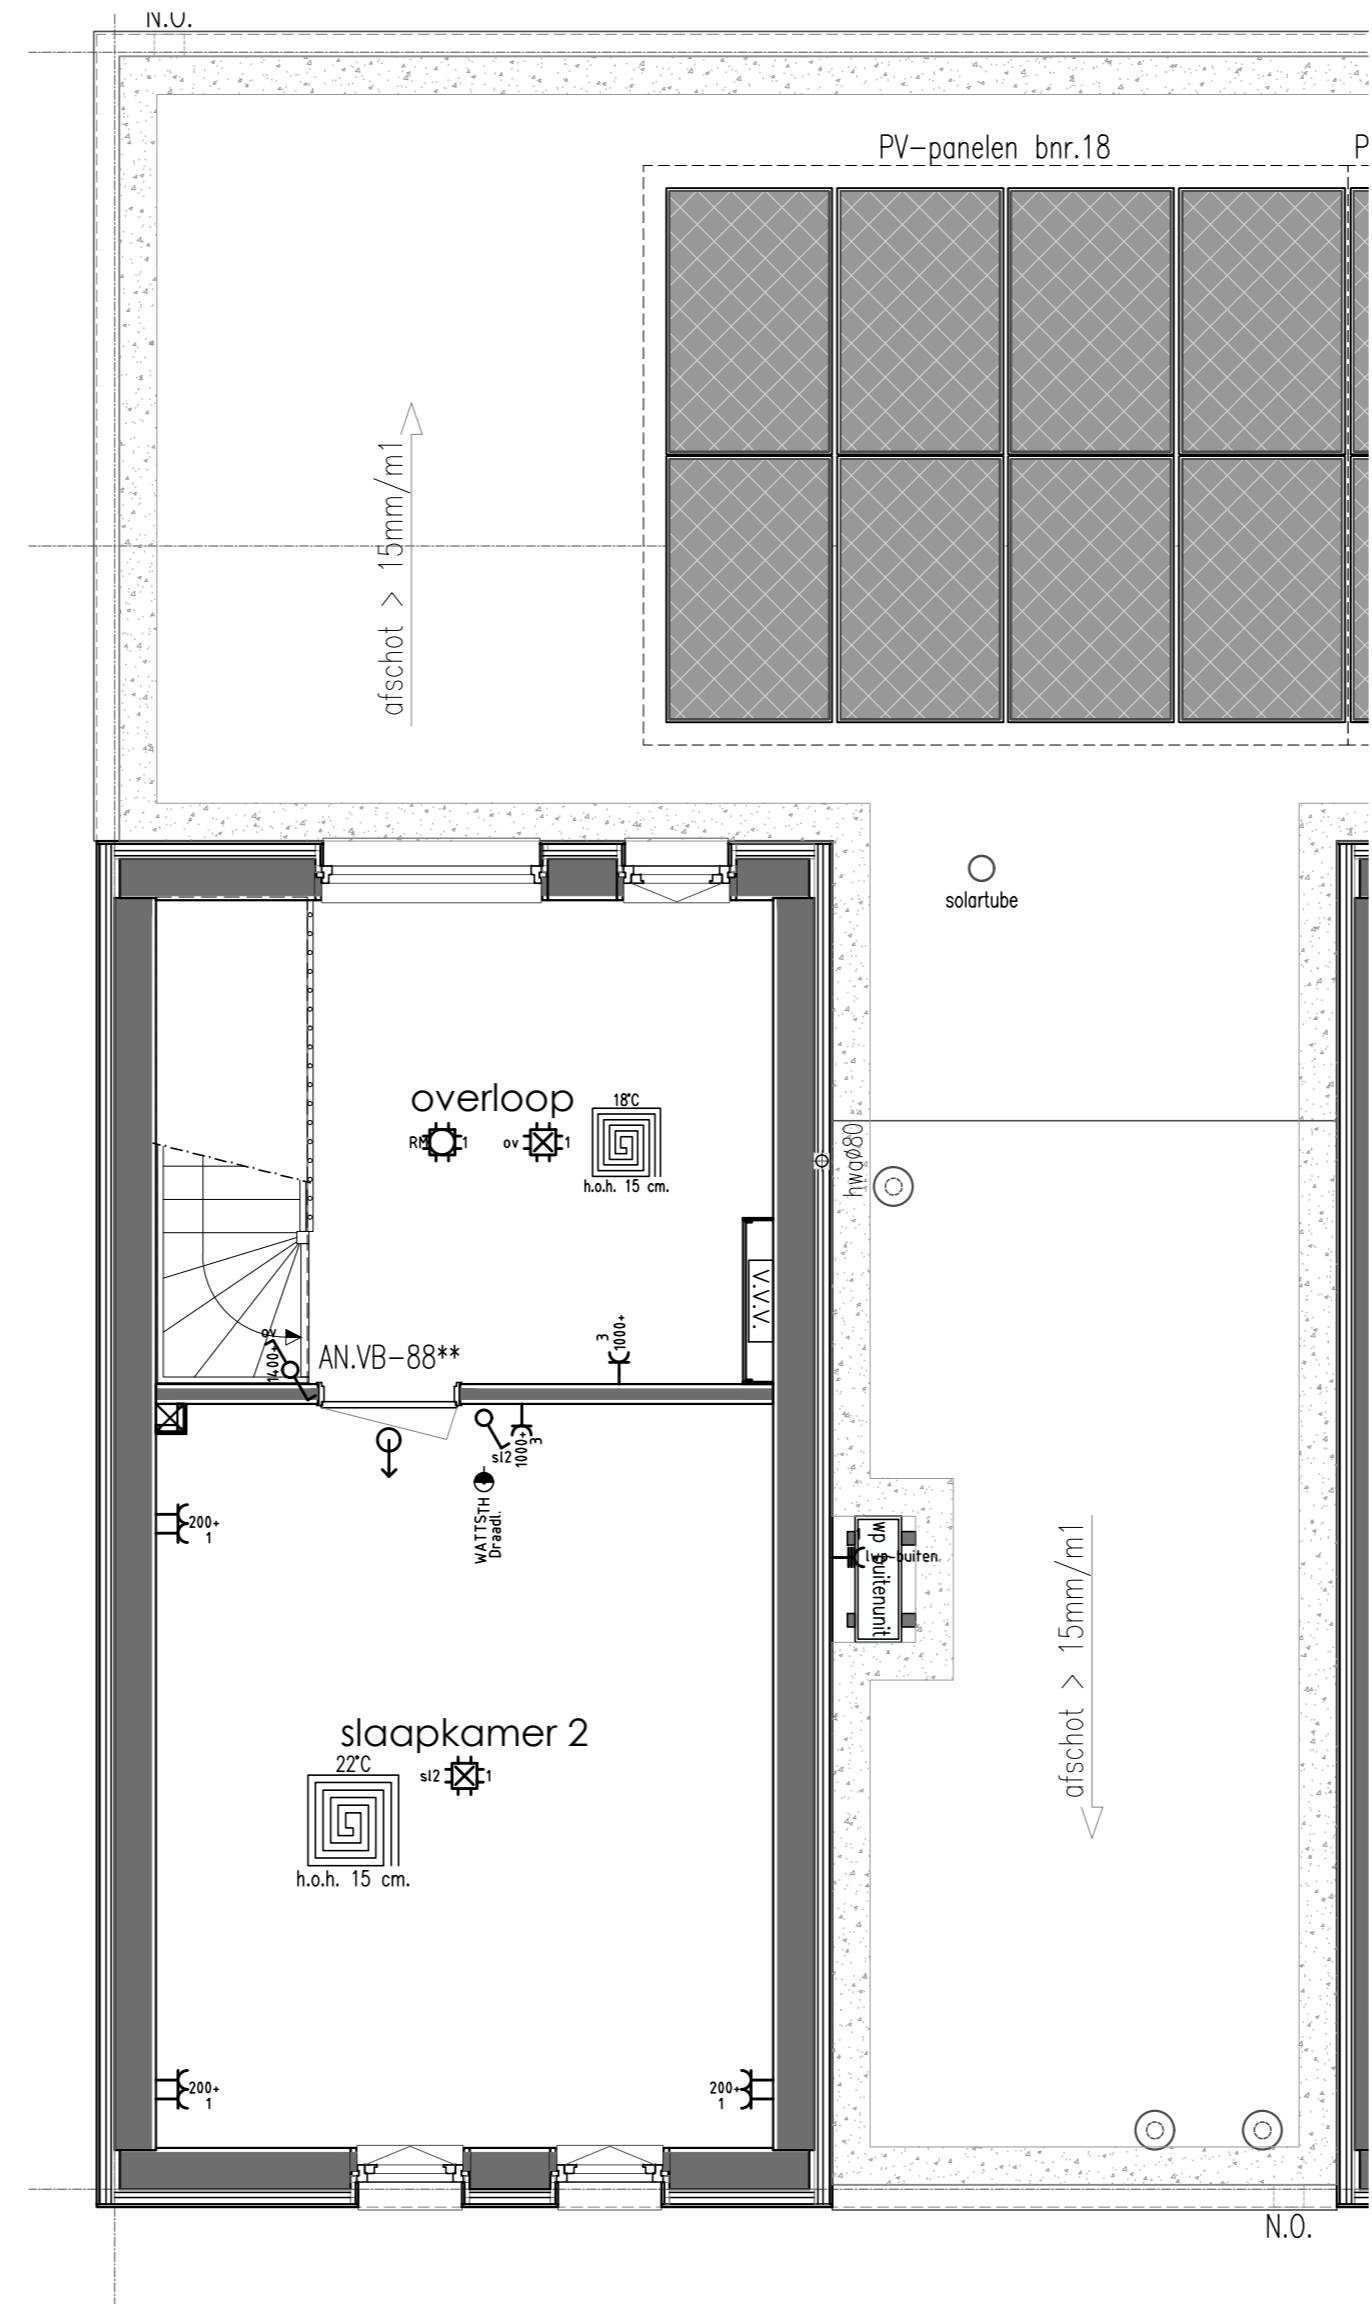 N.O.
PV-panelen bnr.18
P
afschot > 15mm/m1
solartube
overloop
RM 1
ov 1
18°C
h.o.h. 15 cm.
hwaø80
V.V.V.
3
1000+
ov
1400+
AN.VB-88**
sl2
1000+
3
WATTSTH
Draadl.
200+
1
wp buitenunit
lwp-buiten
afschot > 15mm/m1
slaapkamer 2
22°C
sl2 1
h.o.h. 15 cm.
200+
1
200+
1
N.O.